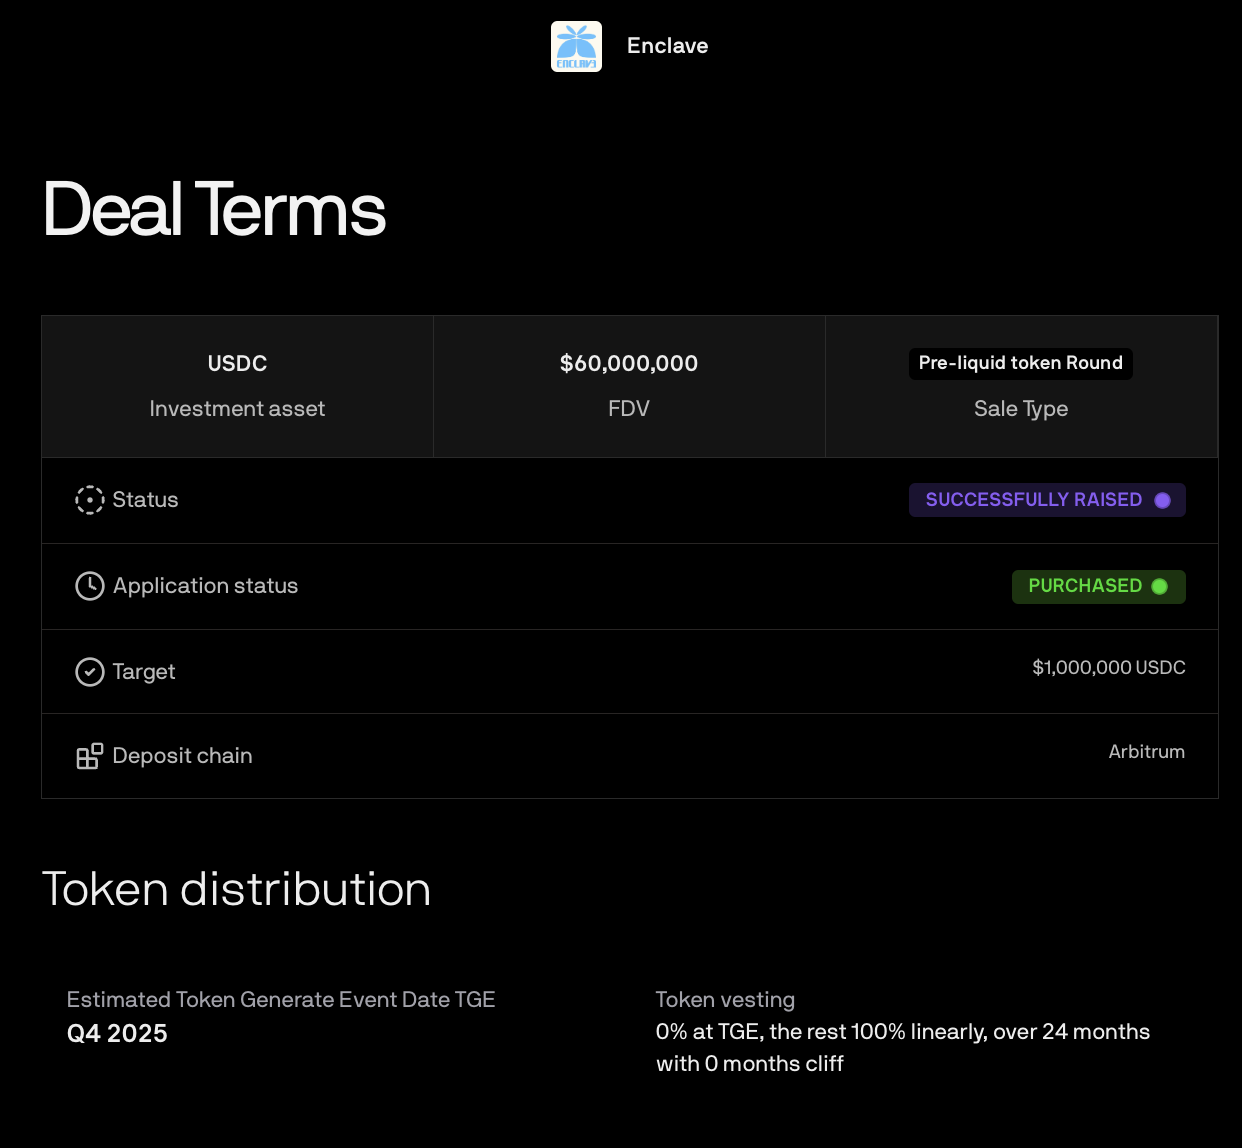 ENCLAVE
Enclave
Deal Terms
USDC
Investment asset
$60,000,000
FDV
Pre-liquid token Round
Sale Type
Status
SUCCESSFULLY RAISED
Application status
PURCHASED
Target
$1,000,000 USDC
Deposit chain
Arbitrum
Token distribution
Estimated Token Generate Event Date TGE
Q4 2025
Token vesting
0% at TGE, the rest 100% linearly, over 24 months
with 0 months cliff